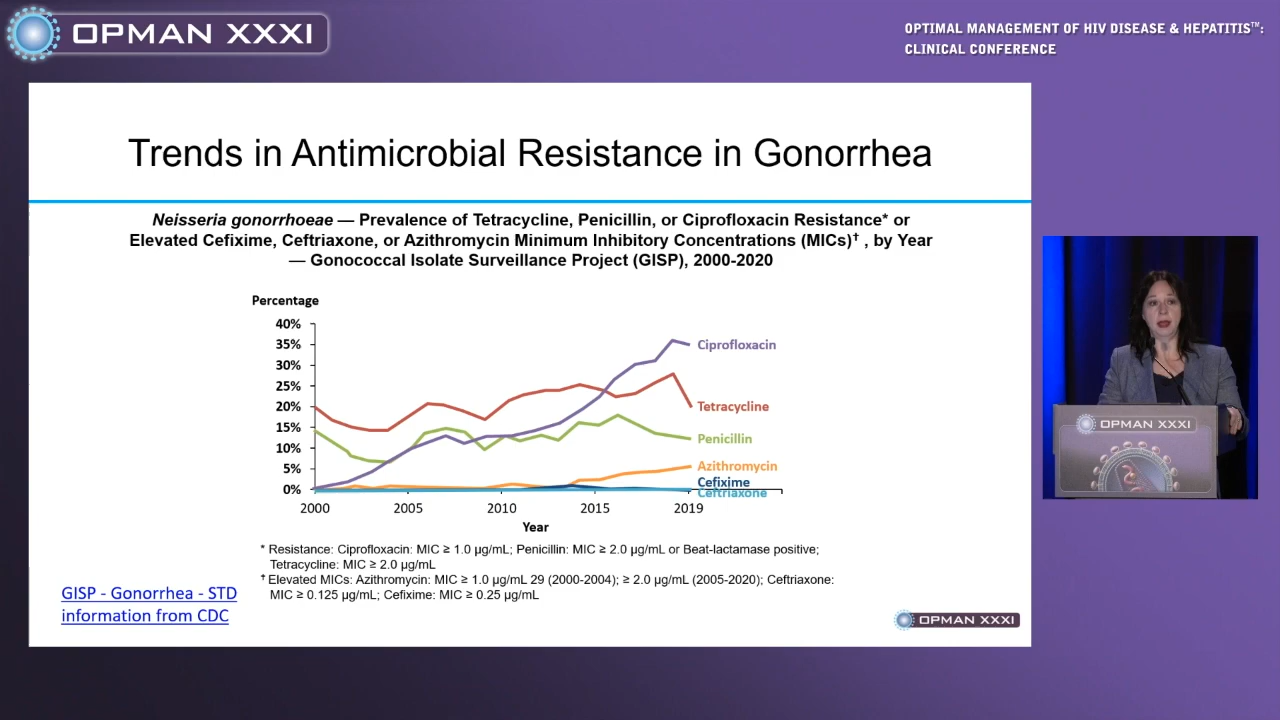 OPMAN XXXI
OPTIMAL MANAGEMENT OF HIV DISEASE & HEPATITIS™:
CLINICAL CONFERENCE
Trends in Antimicrobial Resistance in Gonorrhea
Neisseria gonorrhoeae — Prevalence of Tetracycline, Penicillin, or Ciprofloxacin Resistance* or
Elevated Cefixime, Ceftriaxone, or Azithromycin Minimum Inhibitory Concentrations (MICs)† , by Year
— Gonococcal Isolate Surveillance Project (GISP), 2000-2020
Percentage
40%
35%
30%
25%
20%
15%
10%
5%
0%
Ciprofloxacin
Tetracycline
Penicillin
Azithromycin
Cefixime
Ceftriaxone
2000 2005 2010 2015 2019
Year
* Resistance: Ciprofloxacin: MIC ≥ 1.0 µg/mL; Penicillin: MIC ≥ 2.0 µg/mL or Beat-lactamase positive;
Tetracycline: MIC ≥ 2.0 µg/mL
† Elevated MICs: Azithromycin: MIC ≥ 1.0 µg/mL 29 (2000-2004); ≥ 2.0 µg/mL (2005-2020); Ceftriaxone:
MIC ≥ 0.125 µg/mL; Cefixime: MIC ≥ 0.25 µg/mL
GISP - Gonorrhea - STD
information from CDC
OPMAN XXXI
OPMAN XXXI